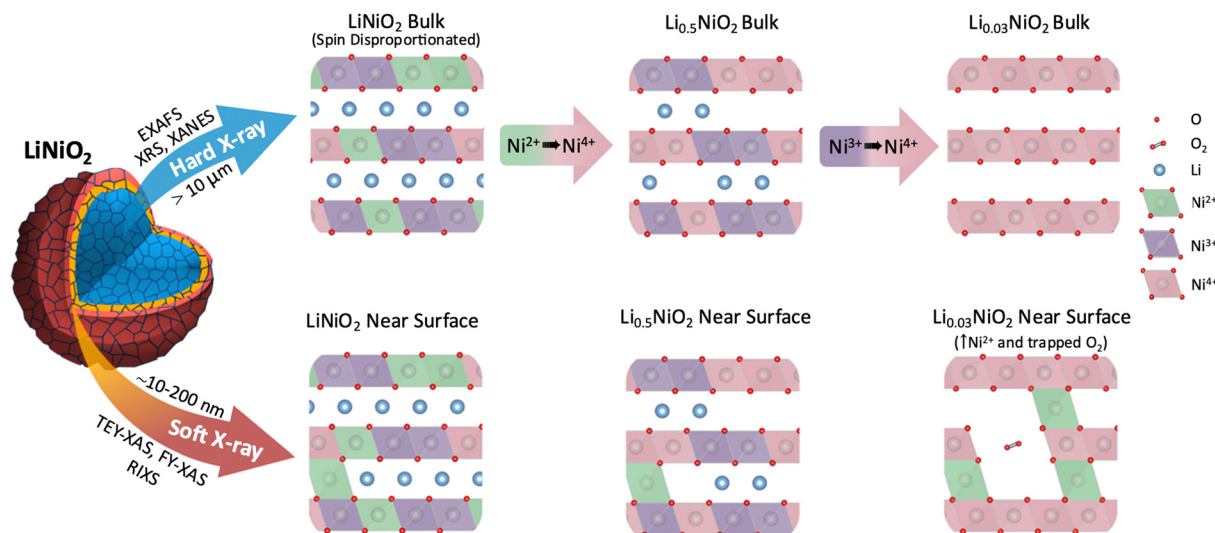 LiNiO₂
EXAFS
XRS, XANES
Hard X-ray
> 10 µm
LiNiO₂ Bulk
(Spin Disproportionated)
Ni²⁺ ➡ Ni⁴⁺
Li₀.₅NiO₂ Bulk
Ni³⁺ ➡ Ni⁴⁺
Li₀.₀₃NiO₂ Bulk
O
O₂
Li
Ni²⁺
Ni³⁺
Ni⁴⁺
~10-200 nm
Soft X-ray
TEY-XAS, FY-XAS
RIXS
LiNiO₂ Near Surface
Li₀.₅NiO₂ Near Surface
Li₀.₀₃NiO₂ Near Surface
(↑Ni²⁺ and trapped O₂)